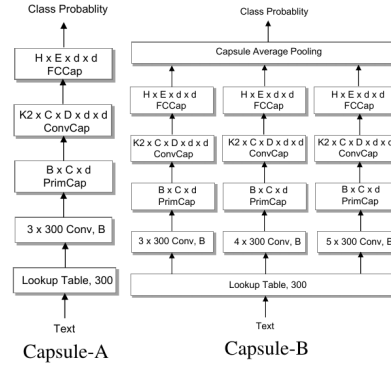 Class Probablity
H x E x d x d
FCCap
K2 x C x D x d x d
ConvCap
B x C x d
PrimCap
3 x 300 Conv, B
Lookup Table, 300
Text
Capsule-A
Class Probablity
Capsule Average Pooling
H x E x d x d H x E x d x d H x E x d x d
FCCap FCCap FCCap
K2 x C x D x d x d K2 x C x D x d x d K2 x C x D x d x d
ConvCap ConvCap ConvCap
B x C x d B x C x d B x C x d
PrimCap PrimCap PrimCap
3 x 300 Conv, B 4 x 300 Conv, B 5 x 300 Conv, B
Lookup Table, 300
Text
Capsule-B